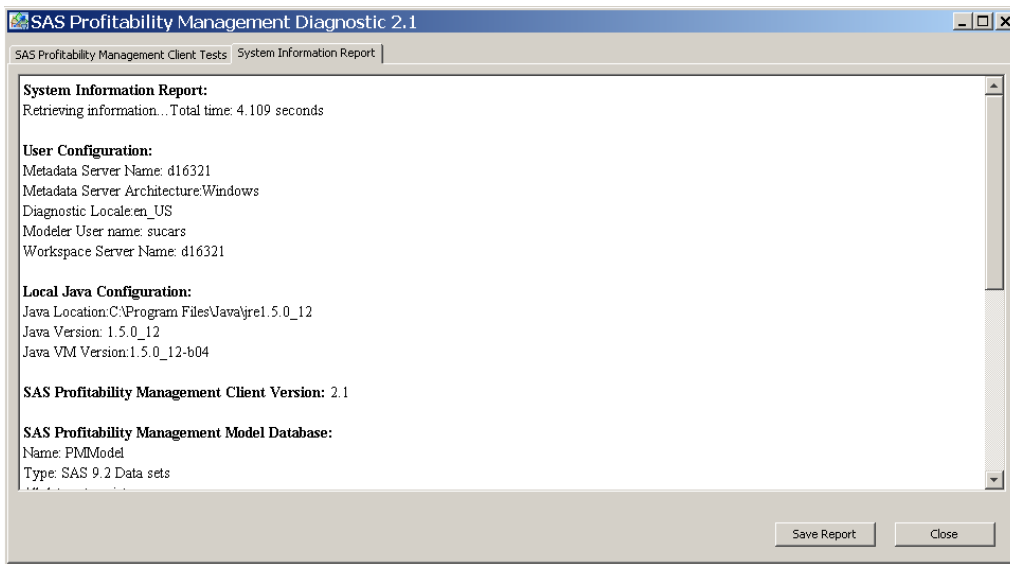 SAS Profitability Management Diagnostic 2.1
SAS Profitability Management Client Tests System Information Report
System Information Report:
Retrieving information...Total time: 4.109 seconds
User Configuration:
Metadata Server Name: d16321
Metadata Server Architecture:Windows
Diagnostic Locale:en_US
Modeler User name: sucars
Workspace Server Name: d16321
Local Java Configuration:
Java Location:C:\Program Files\Java\jre1.5.0_12
Java Version: 1.5.0_12
Java VM Version:1.5.0_12-b04
SAS Profitability Management Client Version: 2.1
SAS Profitability Management Model Database:
Name: PMModel
Type: SAS 9.2 Data sets
Save Report Close